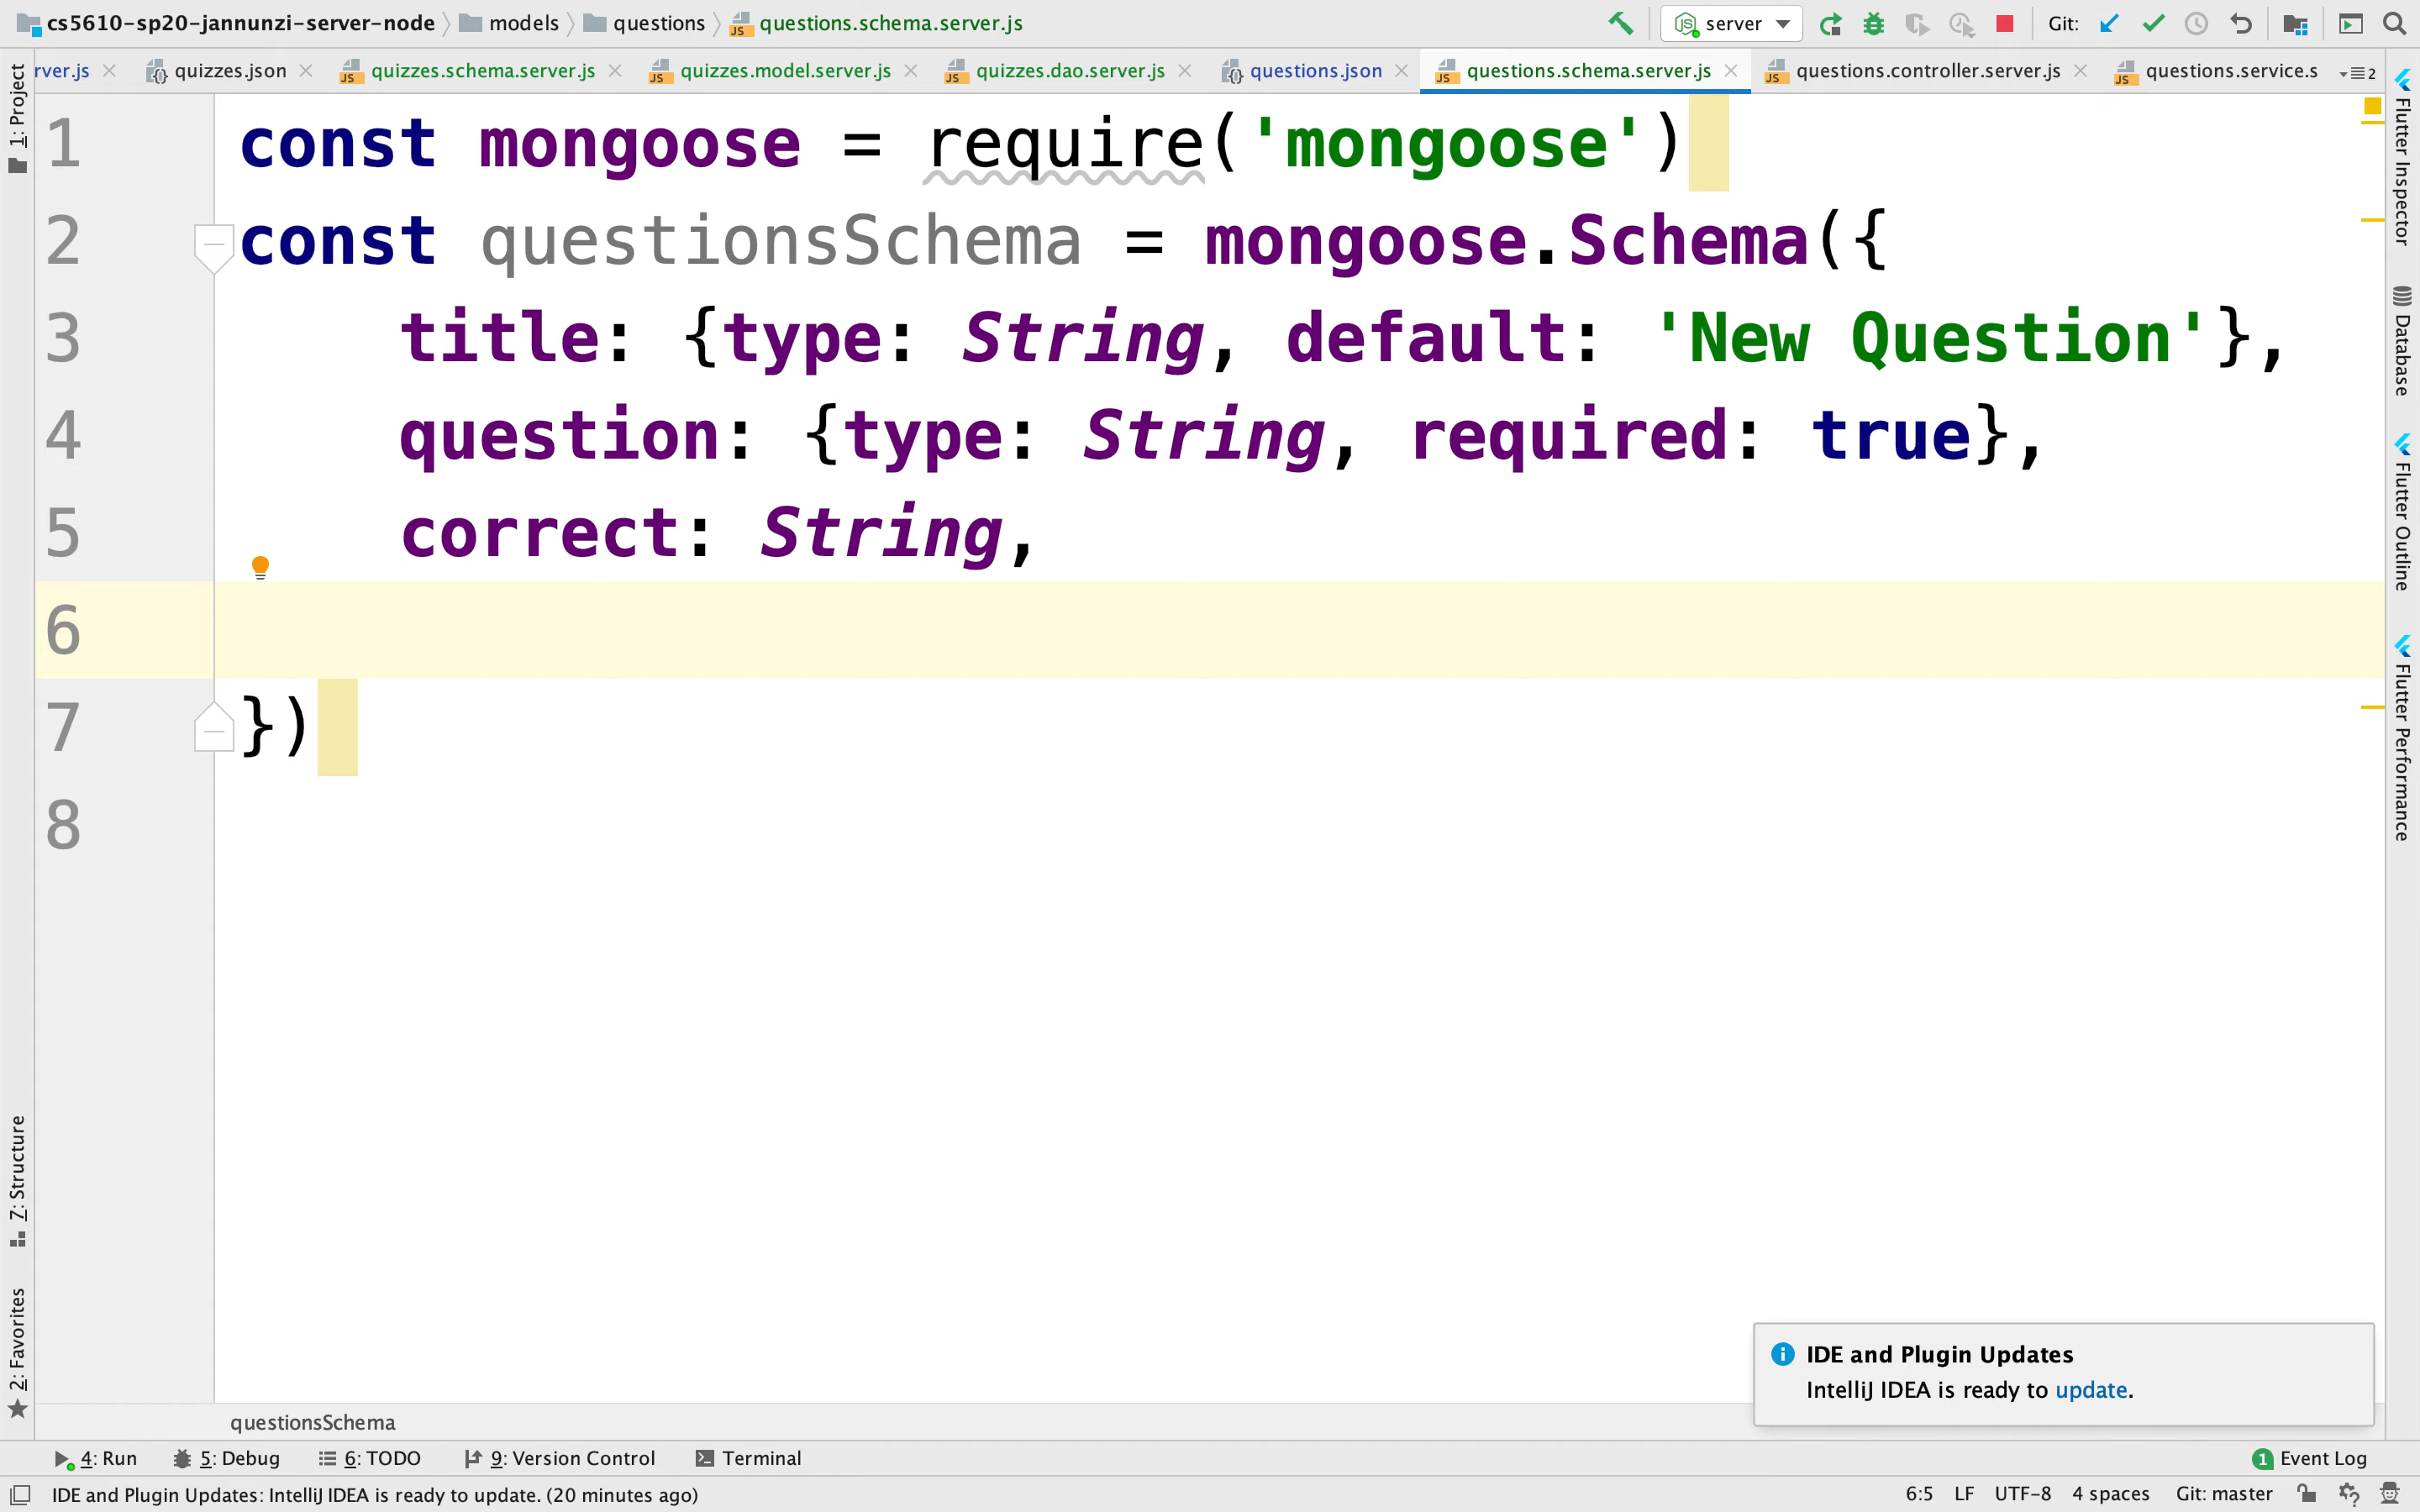 cs5610-sp20-jannunzi-server-node models questions questions.schema.server.js server Git:
rver.js quizzes.json quizzes.schema.server.js quizzes.model.server.js quizzes.dao.server.js questions.json questions.schema.server.js questions.controller.server.js questions.service.s 2
1: Project
7: Structure
2: Favorites
1 const mongoose = require('mongoose')
2 const questionsSchema = mongoose.Schema({
3 title: {type: String, default: 'New Question'},
4 question: {type: String, required: true},
5 correct: String,
6
7 })
8
Flutter Inspector
Database
Flutter Outline
Flutter Performance
IDE and Plugin Updates
IntelliJ IDEA is ready to update.
questionsSchema
4: Run 5: Debug 6: TODO 9: Version Control Terminal 1 Event Log
IDE and Plugin Updates: IntelliJ IDEA is ready to update. (20 minutes ago) 6:5 LF UTF-8 4 spaces Git: master